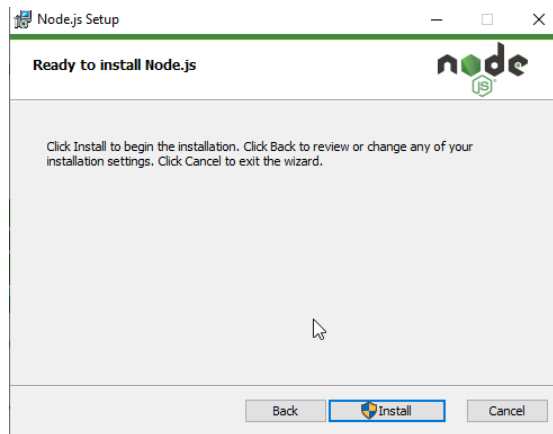 Node.js Setup
Ready to install Node.js
node
JS
Click Install to begin the installation. Click Back to review or change any of your
installation settings. Click Cancel to exit the wizard.
Back Install Cancel